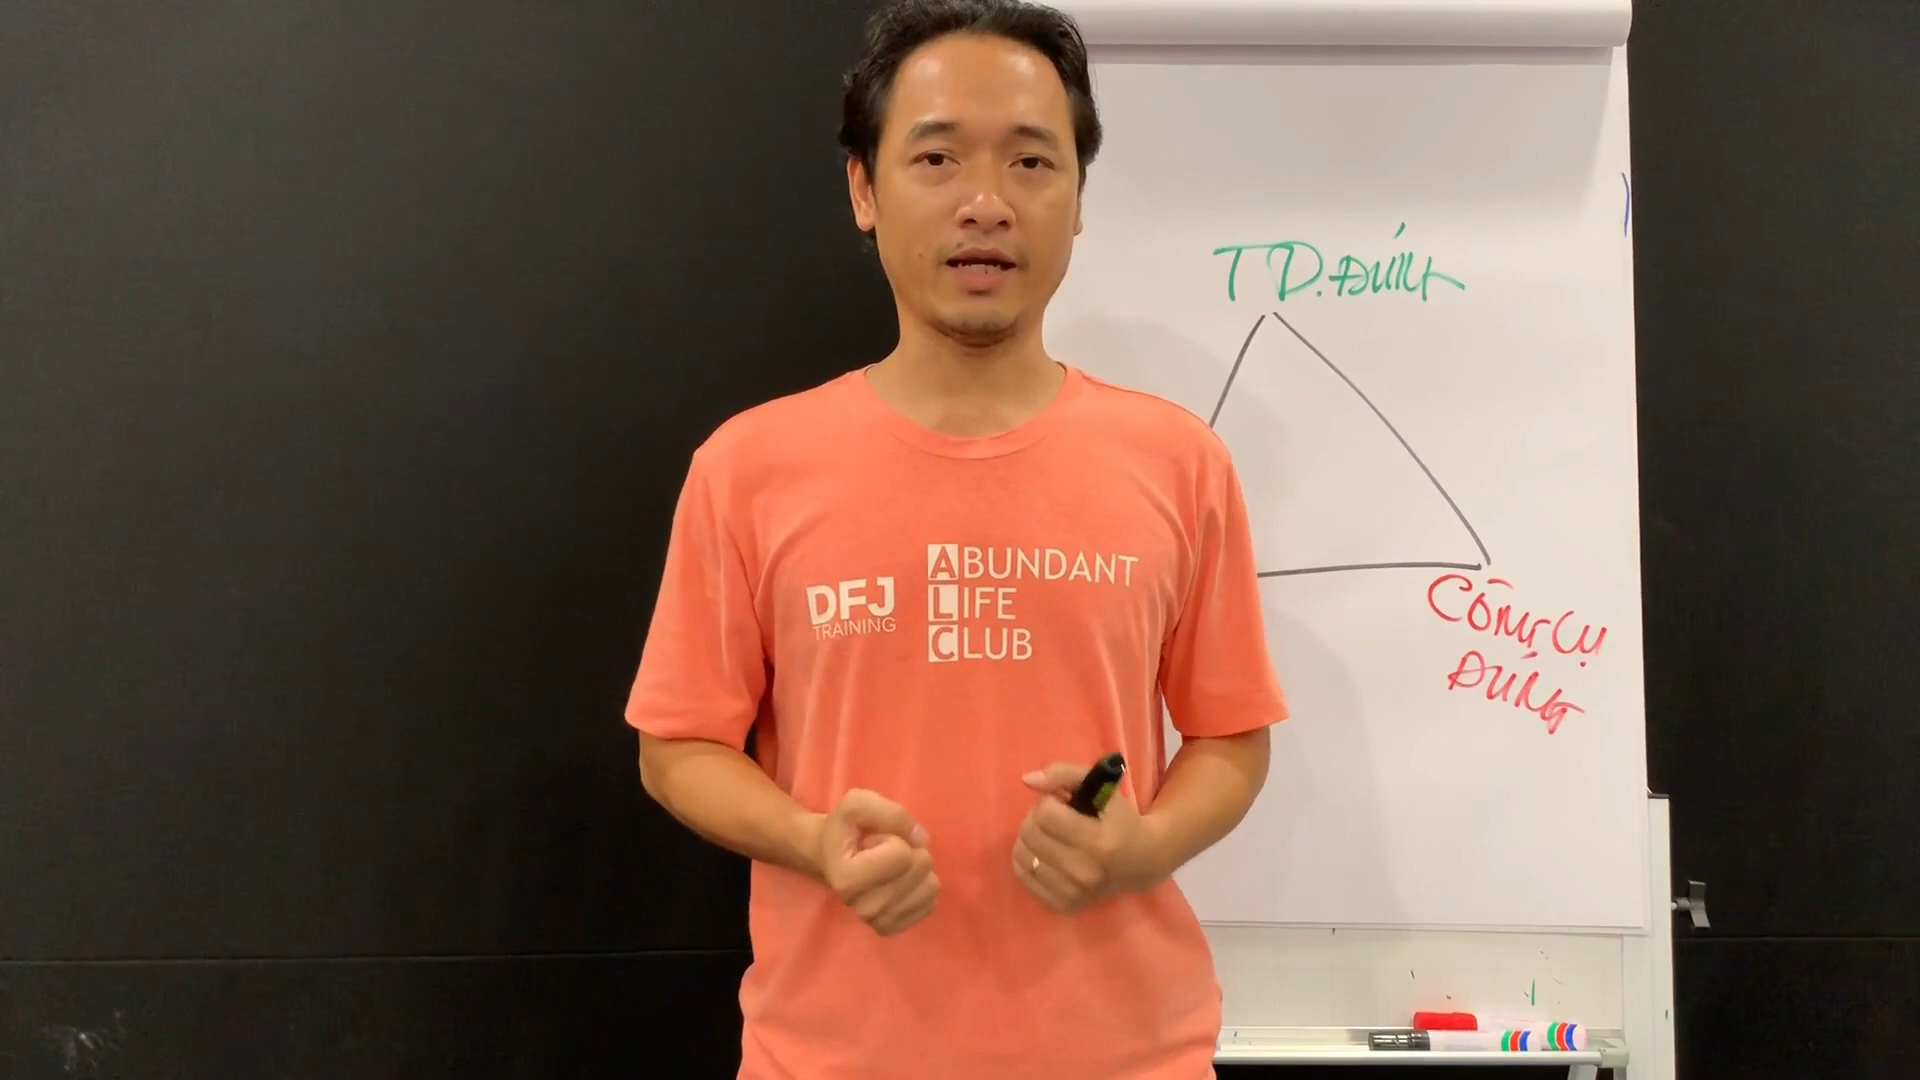 T D. ĐÚNG
CÔNG CỤ
ĐÚNG
DFJ
TRAINING
ABUNDANT
LIFE
CLUB